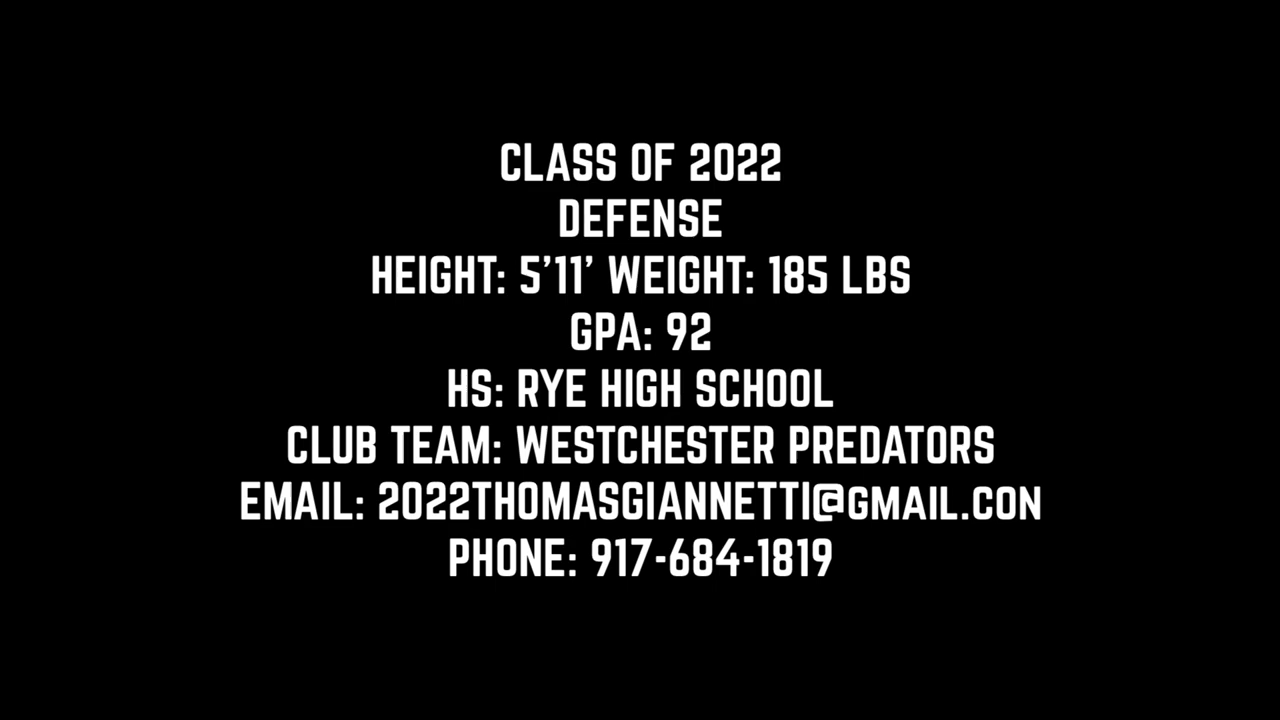 CLASS OF 2022
DEFENSE
HEIGHT: 5'11' WEIGHT: 185 LBS
GPA: 92
HS: RYE HIGH SCHOOL
CLUB TEAM: WESTCHESTER PREDATORS
EMAIL: 2022THOMASGIANNETTI@GMAIL.CON
PHONE: 917-684-1819